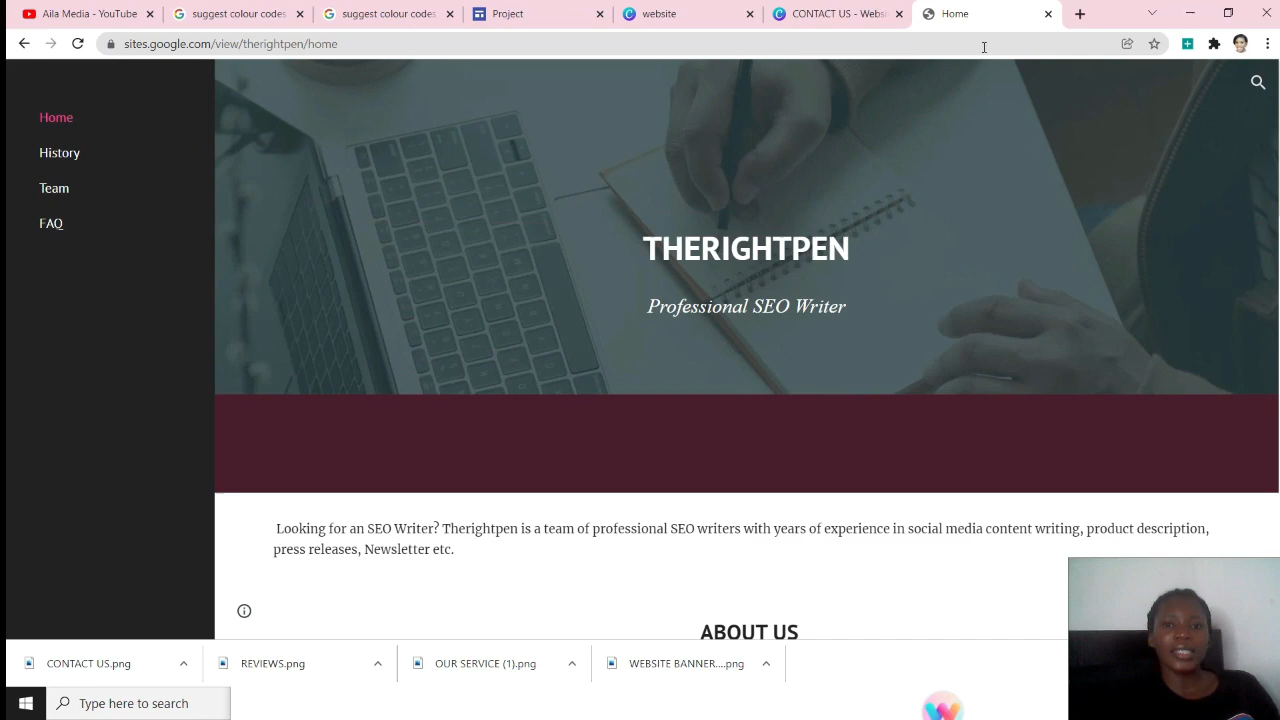 Aila Media - YouTube
suggest colour codes
suggest colour codes
Project
website
CONTACT US - Webs
Home
sites.google.com/view/therightpen/home
Home
History
Team
FAQ
THERIGHTPEN
Professional SEO Writer
Looking for an SEO Writer? Therightpen is a team of professional SEO writers with years of experience in social media content writing, product description,
press releases, Newsletter etc.
ABOUT US
CONTACT US.png
REVIEWS.png
OUR SERVICE (1).png
WEBSITE BANNER....png
Type here to search